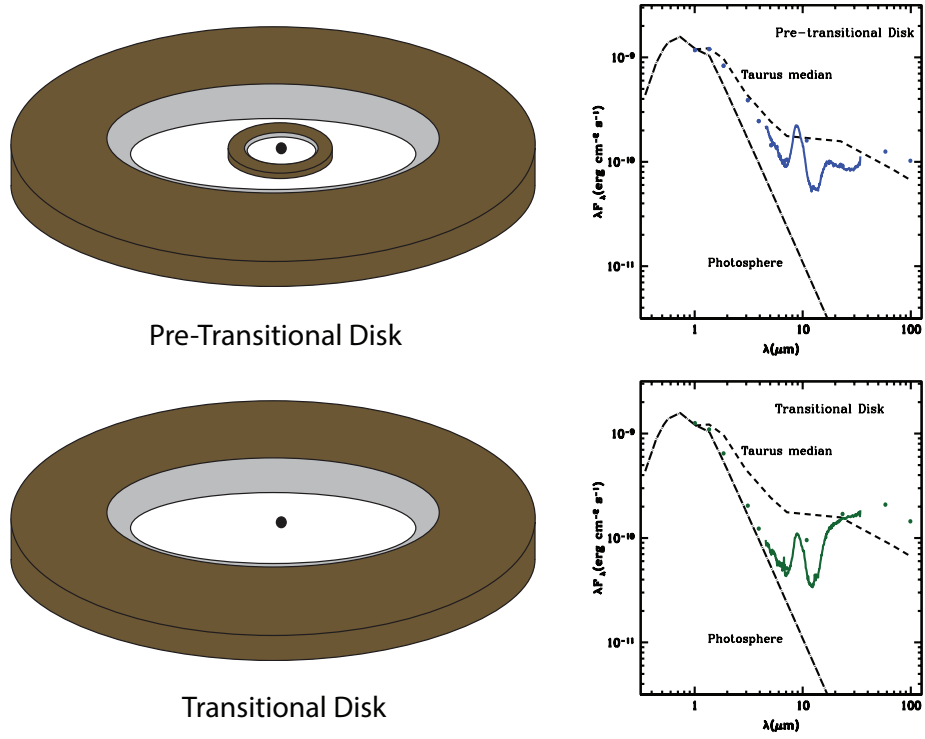 Pre-Transitional Disk
Pre-transitional Disk
Taurus median
Photosphere
10⁻⁹
10⁻¹⁰
10⁻¹¹
λF_λ(erg cm⁻² s⁻¹)
1
10
100
λ(μm)
Transitional Disk
Transitional Disk
Taurus median
Photosphere
10⁻⁹
10⁻¹⁰
10⁻¹¹
λF_λ(erg cm⁻² s⁻¹)
1
10
100
λ(μm)